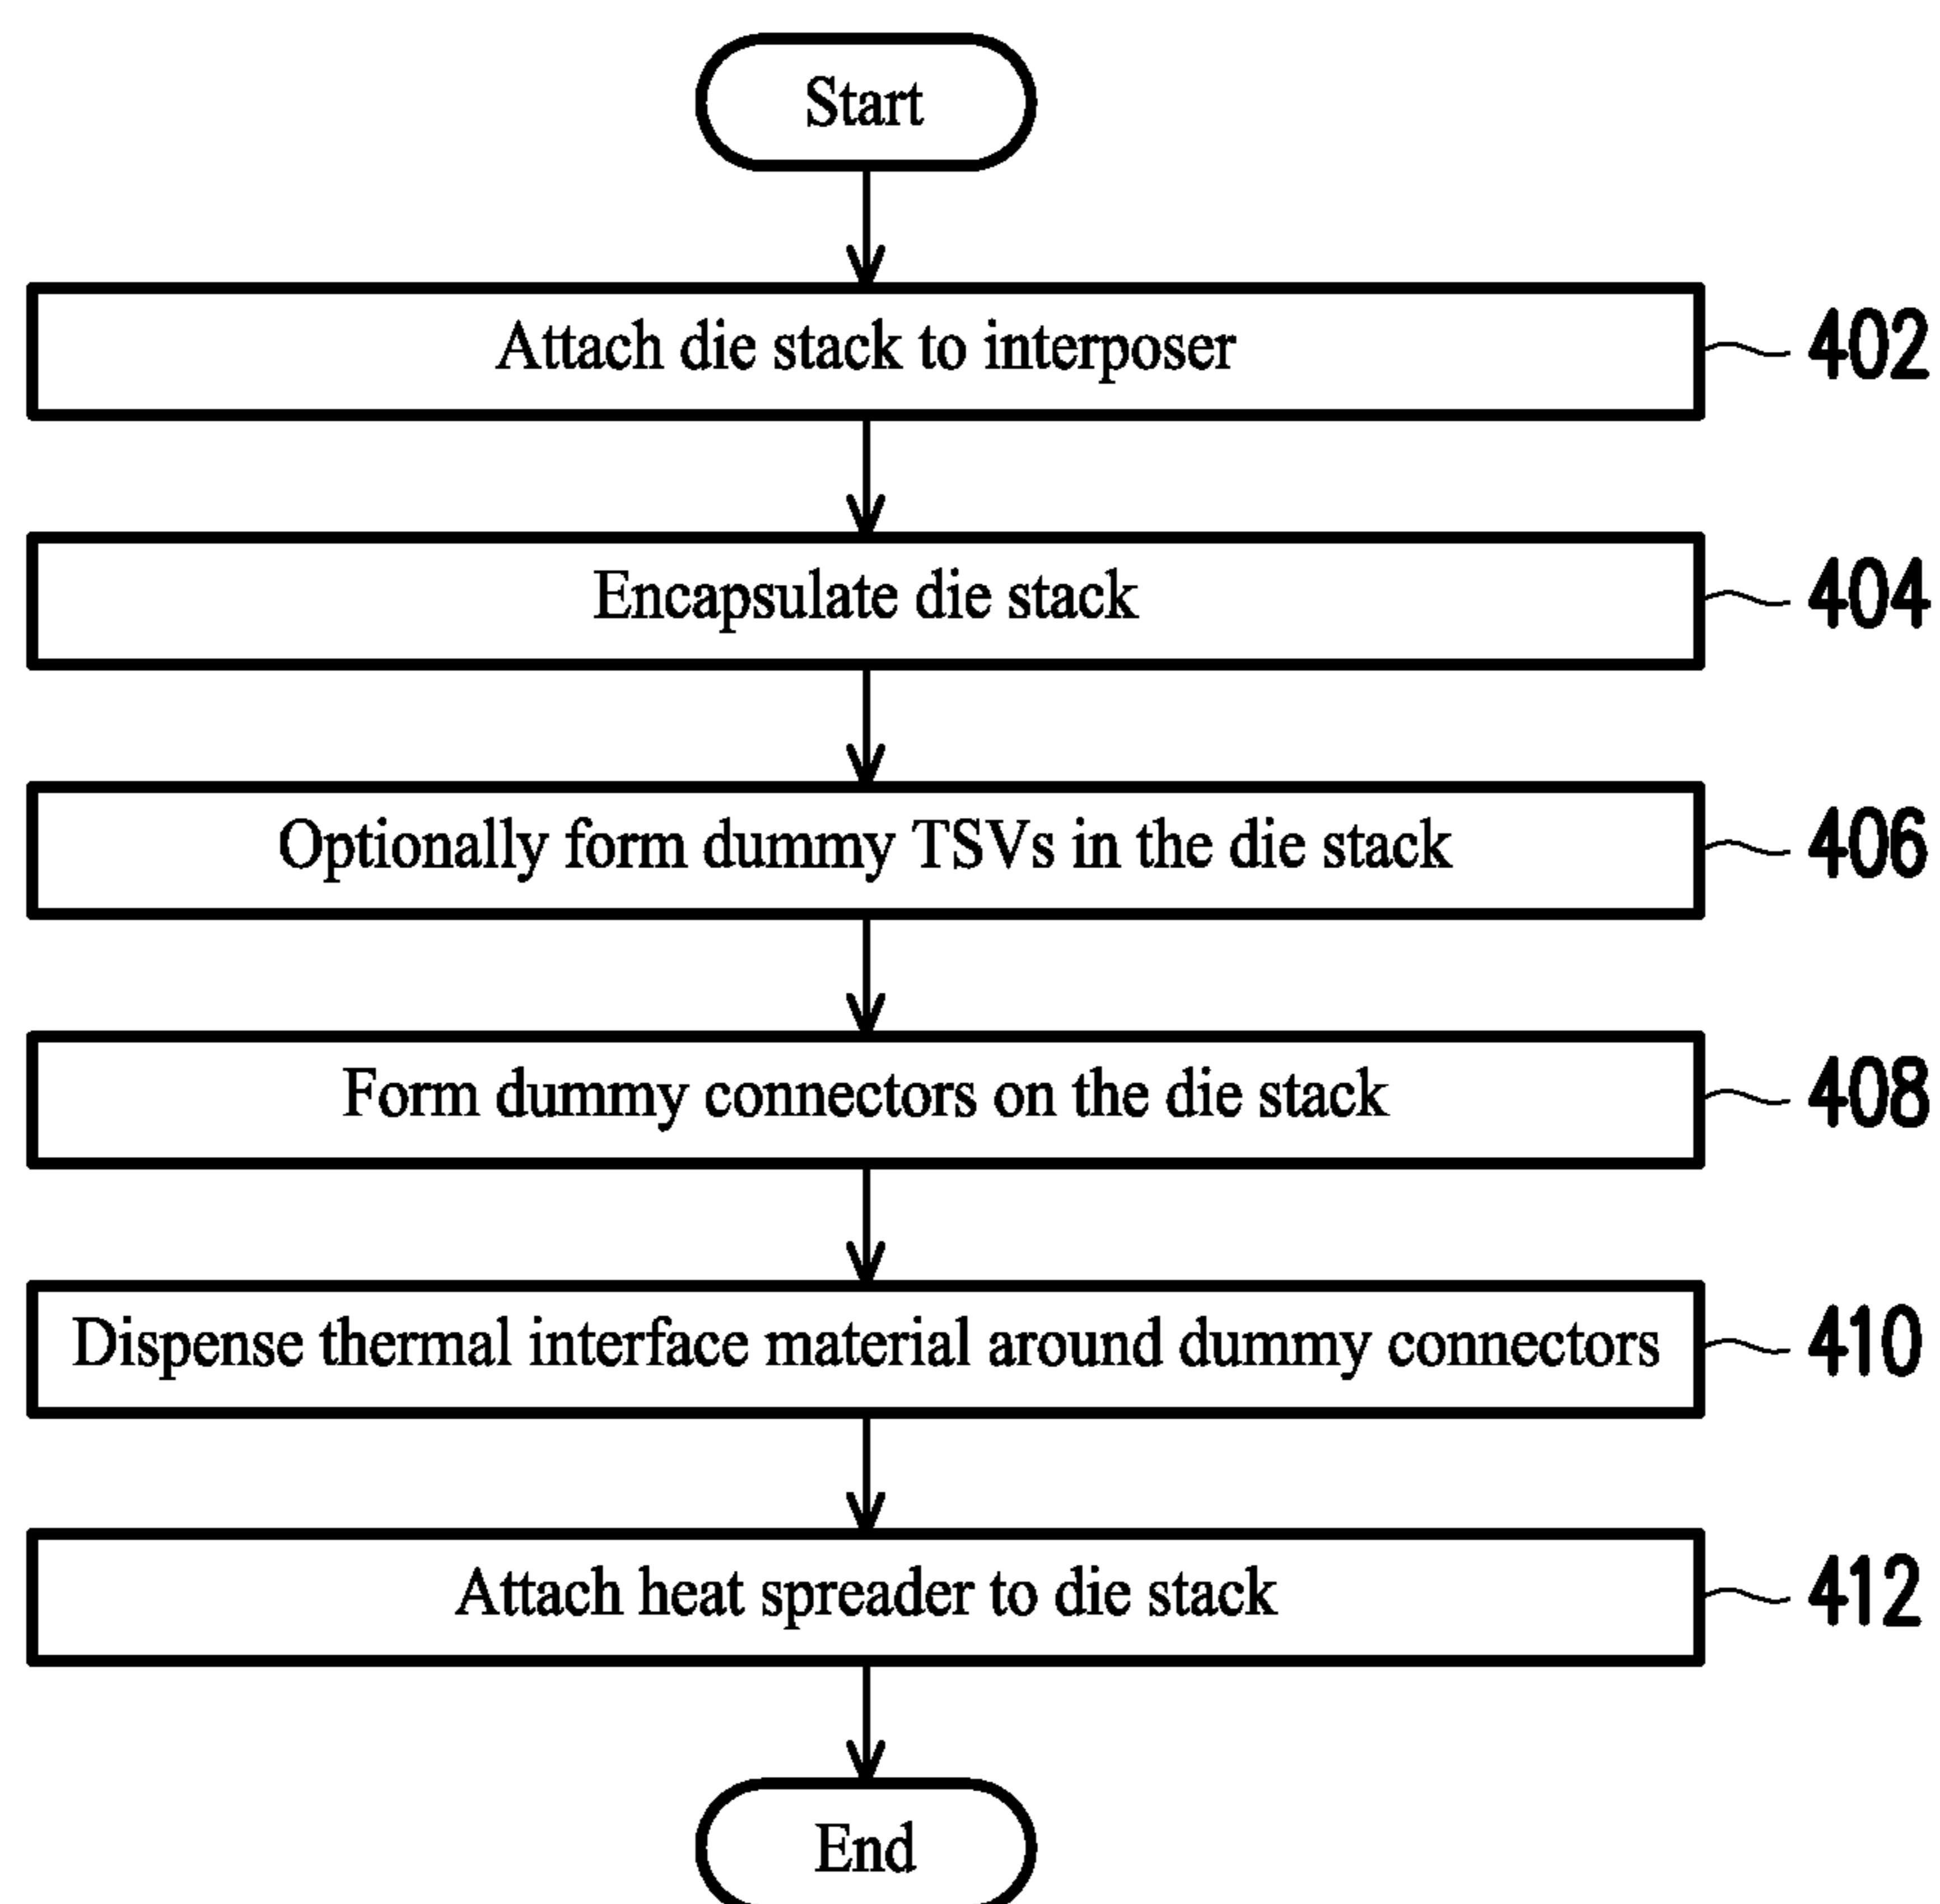 Start
Attach die stack to interposer 402
Encapsulate die stack 404
Optionally form dummy TSVs in the die stack 406
Form dummy connectors on the die stack 408
Dispense thermal interface material around dummy connectors 410
Attach heat spreader to die stack 412
End